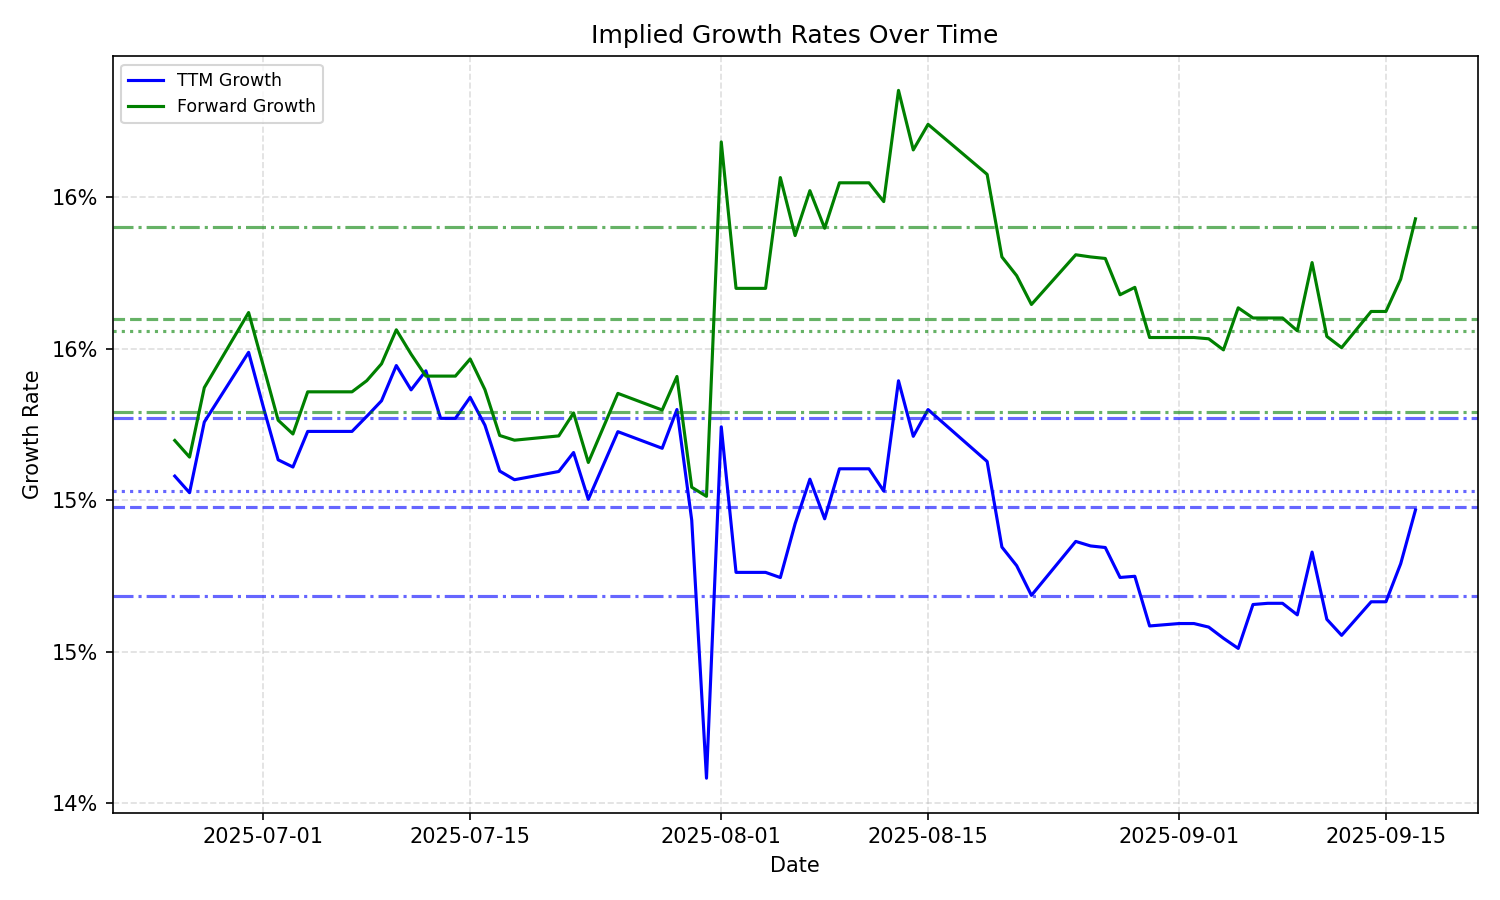 Implied Growth Rates Over Time
TTM Growth
Forward Growth
Growth Rate
16%
16%
15%
15%
14%
2025-07-01
2025-07-15
2025-08-01
2025-08-15
2025-09-01
2025-09-15
Date